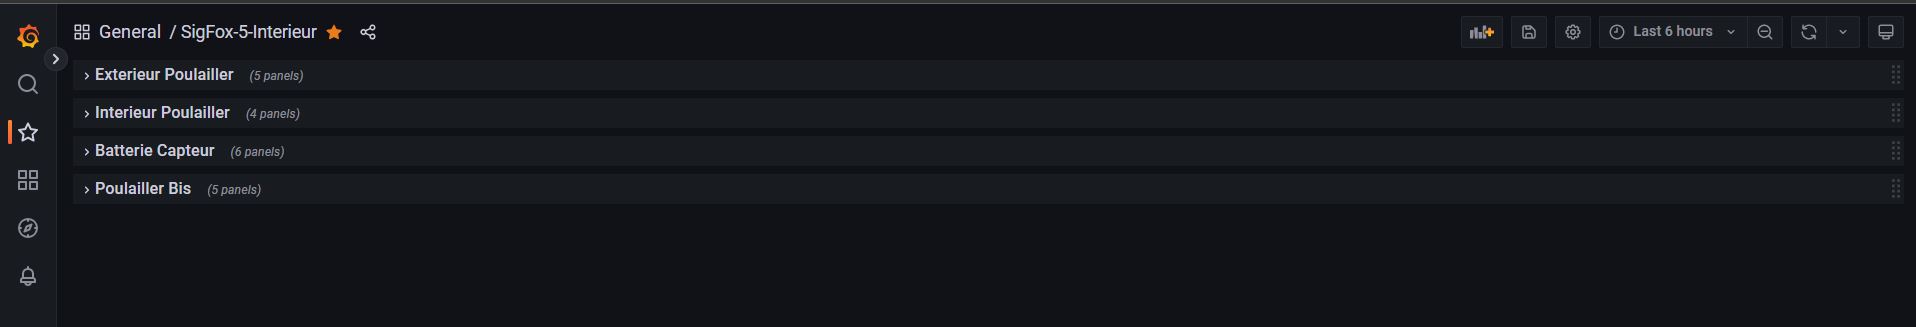 General / SigFox-5-Interieur
Last 6 hours
Exterieur Poulailler (5 panels)
Interieur Poulailler (4 panels)
Batterie Capteur (6 panels)
Poulailler Bis (5 panels)